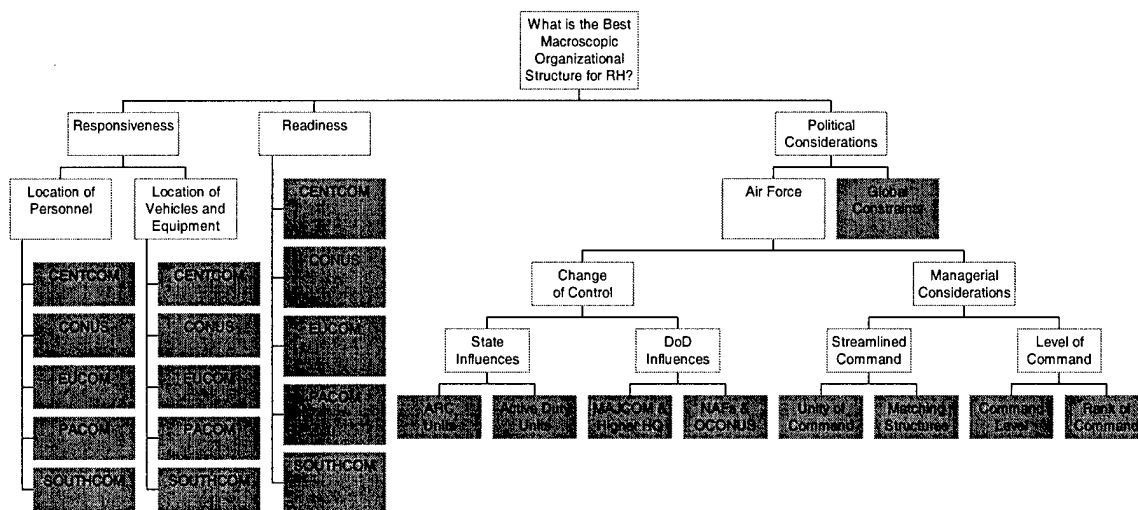 What is the Best
Macroscopic
Organizational
Structure for RH?
Responsiveness
Readiness
Political
Considerations
Location of
Personnel
Location of
Vehicles and
Equipment
Air Force
Global
Constraint
CENTCOM
CONUS
EUCOM
PACOM
SOUTHCOM
CENTCOM
CONUS
EUCOM
PACOM
SOUTHCOM
CENTCOM
CONUS
EUCOM
PACOM
SOUTHCOM
Change
of Control
Managerial
Considerations
State
Influences
DoD
Influences
Streamlined
Command
Level of
Command
ARC
Units
Active Duty
Units
MAJCOM &
Higher HQ
NAFs &
OCONUS
Unity of
Command
Matching
Structures
Command
Level
Rank of
Command